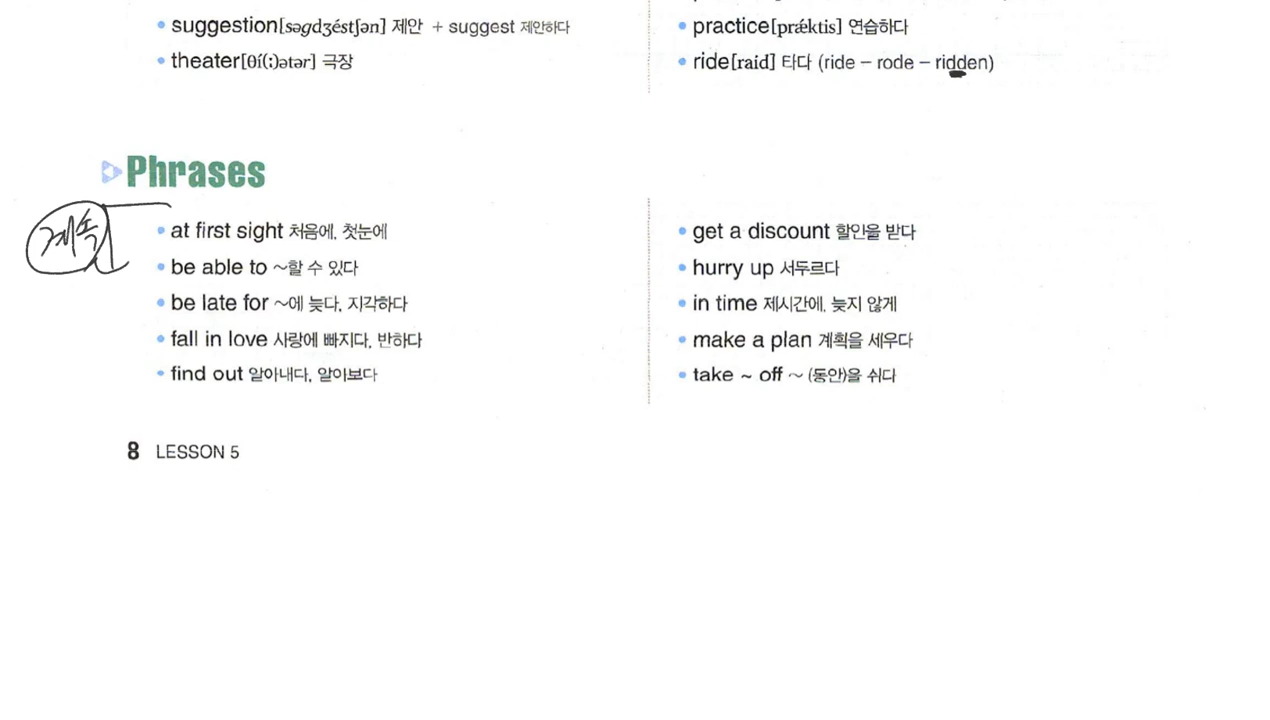 suggestion[səgdʒéstʃən] 제안 + suggest 제안하다
theater[θí(ː)ətər] 극장
practice[prǽktis] 연습하다
ride[raid] 타다 (ride – rode – ridden)
Phrases
계속
at first sight 처음에, 첫눈에
be able to ~할 수 있다
be late for ~에 늦다, 지각하다
fall in love 사랑에 빠지다, 반하다
find out 알아내다, 알아보다
get a discount 할인을 받다
hurry up 서두르다
in time 제시간에, 늦지 않게
make a plan 계획을 세우다
take ~ off ~ (동안)을 쉬다
8 LESSON 5